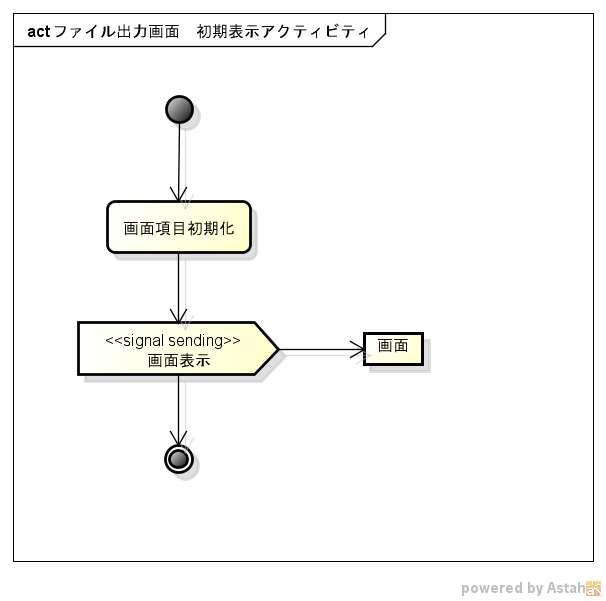 act ファイル出力画面　初期表示アクティビティ
画面項目初期化
<<signal sending>>
画面表示
画面
powered by Astah